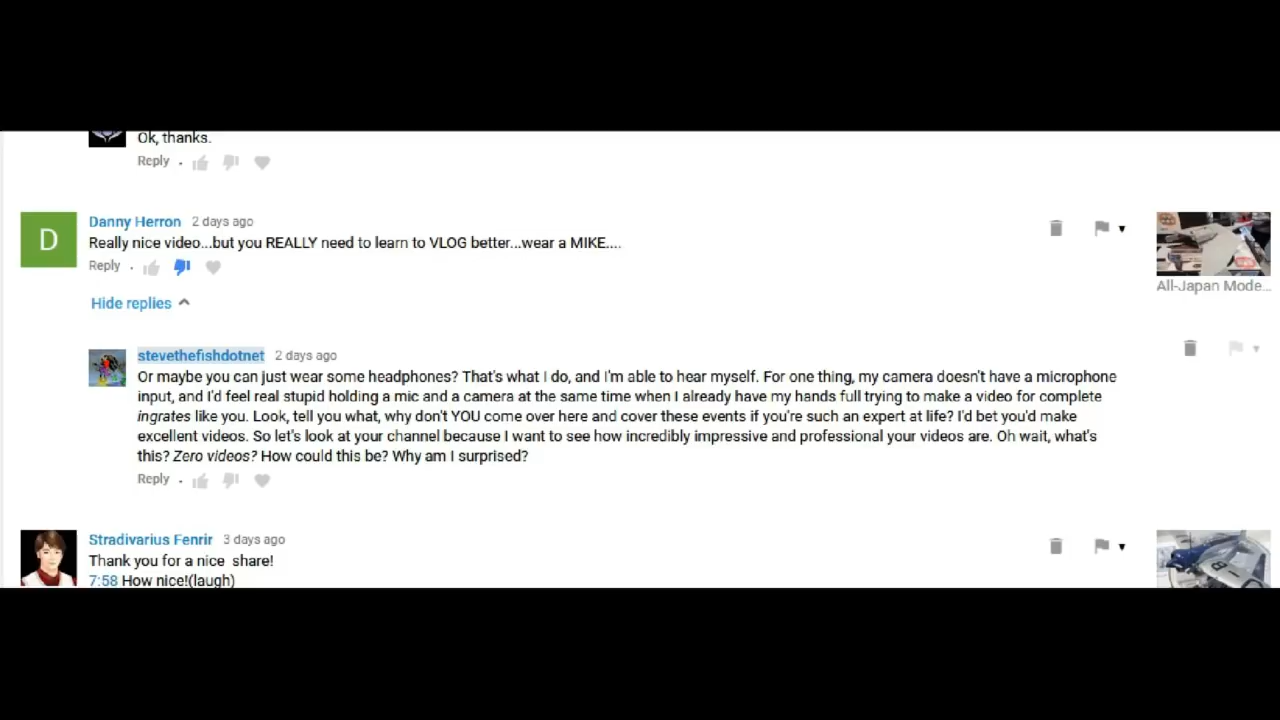 Ok, thanks.
Reply .
Danny Herron 2 days ago
Really nice video...but you REALLY need to learn to VLOG better...wear a MIKE....
Reply .
D
Hide replies
All-Japan Mode...
stevethefishdotnet 2 days ago
Or maybe you can just wear some headphones? That's what I do, and I'm able to hear myself. For one thing, my camera doesn't have a microphone
input, and I'd feel real stupid holding a mic and a camera at the same time when I already have my hands full trying to make a video for complete
ingrates like you. Look, tell you what, why don't YOU come over here and cover these events if you're such an expert at life? I'd bet you'd make
excellent videos. So let's look at your channel because I want to see how incredibly impressive and professional your videos are. Oh wait, what's
this? Zero videos? How could this be? Why am I surprised?
Reply .
Stradivarius Fenrir 3 days ago
Thank you for a nice share!
7:58 How nice!(laugh)